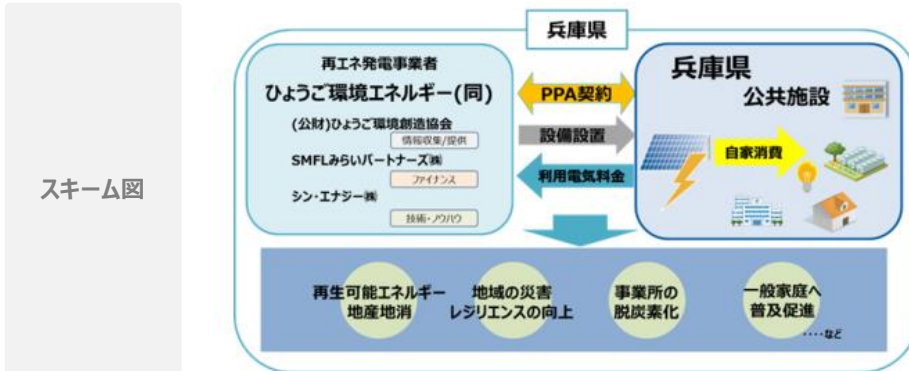 スキーム図
兵庫県
再エネ発電事業者
ひょうご環境エネルギー(同)
(公財)ひょうご環境創造協会
情報収集/提供
SMFLみらいパートナーズ㈱
ファイナンス
シン・エナジー㈱
技術・ノウハウ
PPA契約
設備設置
利用電気料金
兵庫県
公共施設
自家消費
再生可能エネルギー
地産地消
地域の災害
レジリエンスの向上
事業所の
脱炭素化
一般家庭へ
普及促進
‥‥など